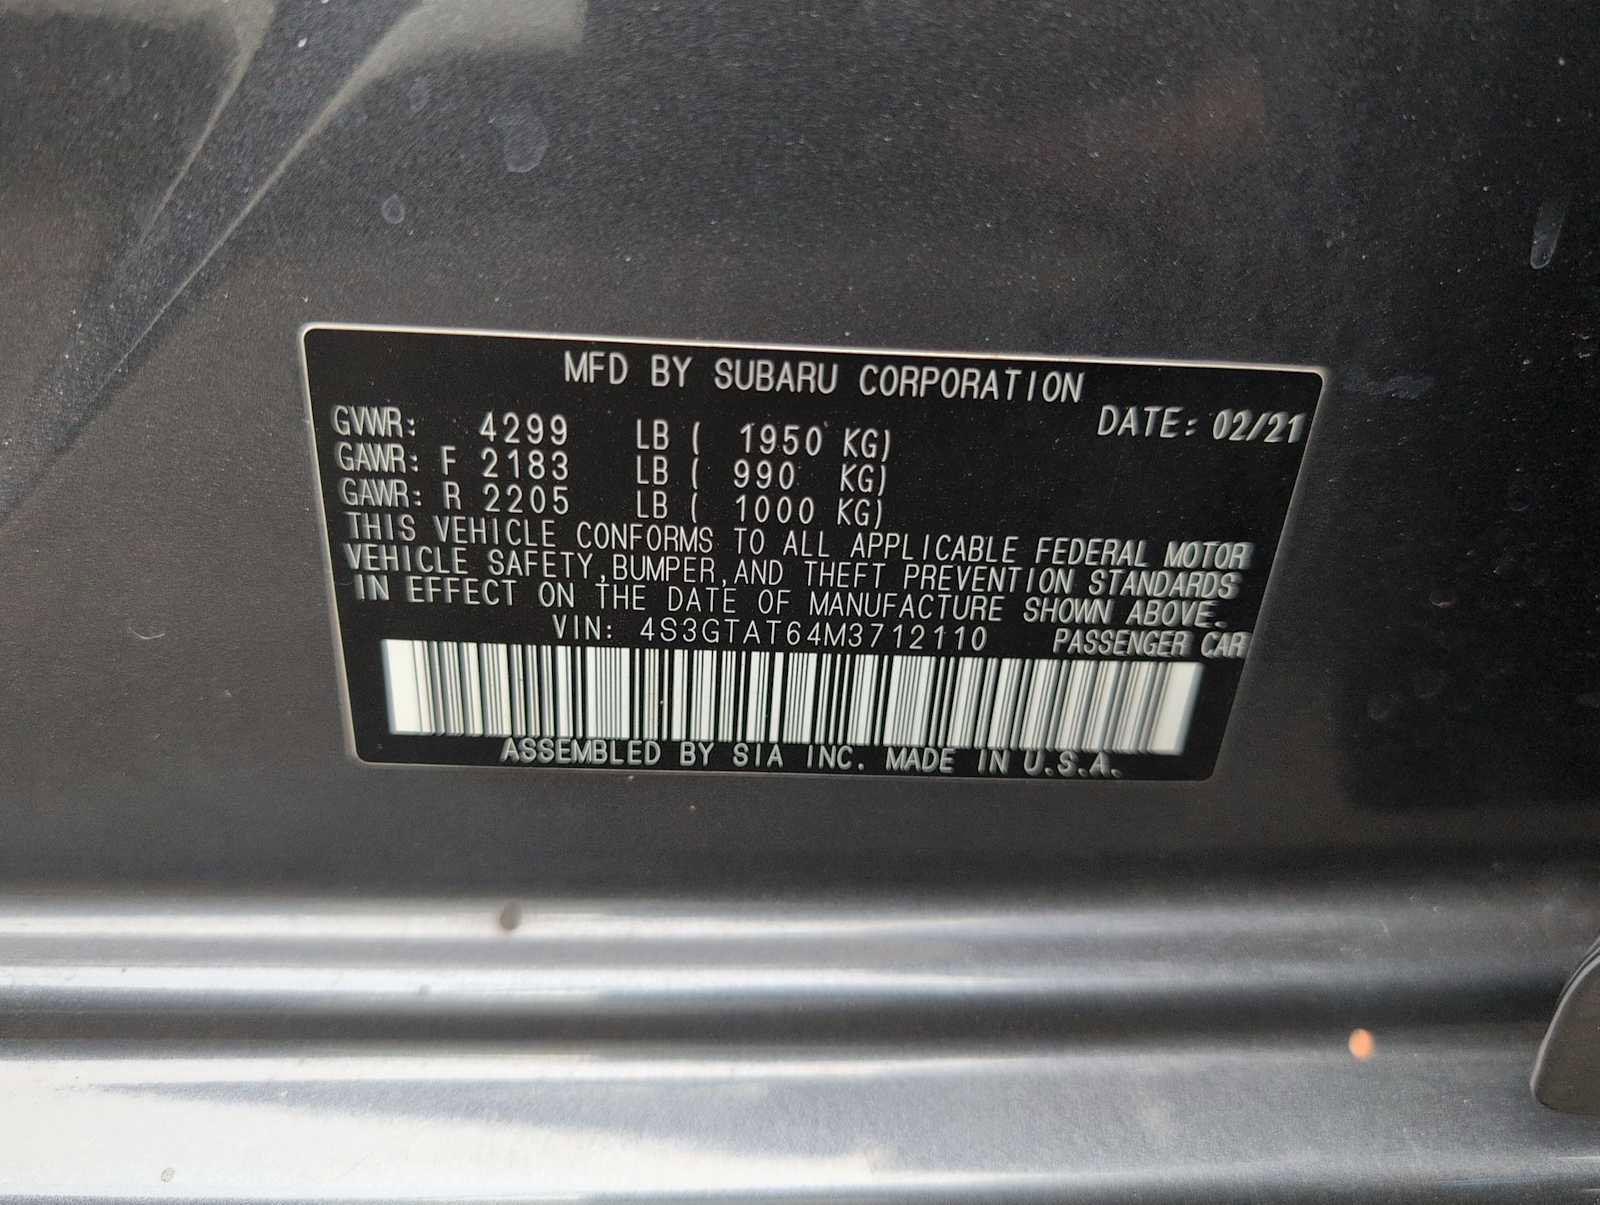 MFD BY SUBARU CORPORATION
DATE: 02/21
GVWR: 4299 LB ( 1950 KG)
GAWR: F 2183 LB ( 990 KG)
GAWR: R 2205 LB ( 1000 KG)
THIS VEHICLE CONFORMS TO ALL APPLICABLE FEDERAL MOTOR
VEHICLE SAFETY,BUMPER,AND THEFT PREVENTION STANDARDS
IN EFFECT ON THE DATE OF MANUFACTURE SHOWN ABOVE.
VIN: 4S3GTAT64M3712110 PASSENGER CAR
ASSEMBLED BY SIA INC. MADE IN U.S.A.